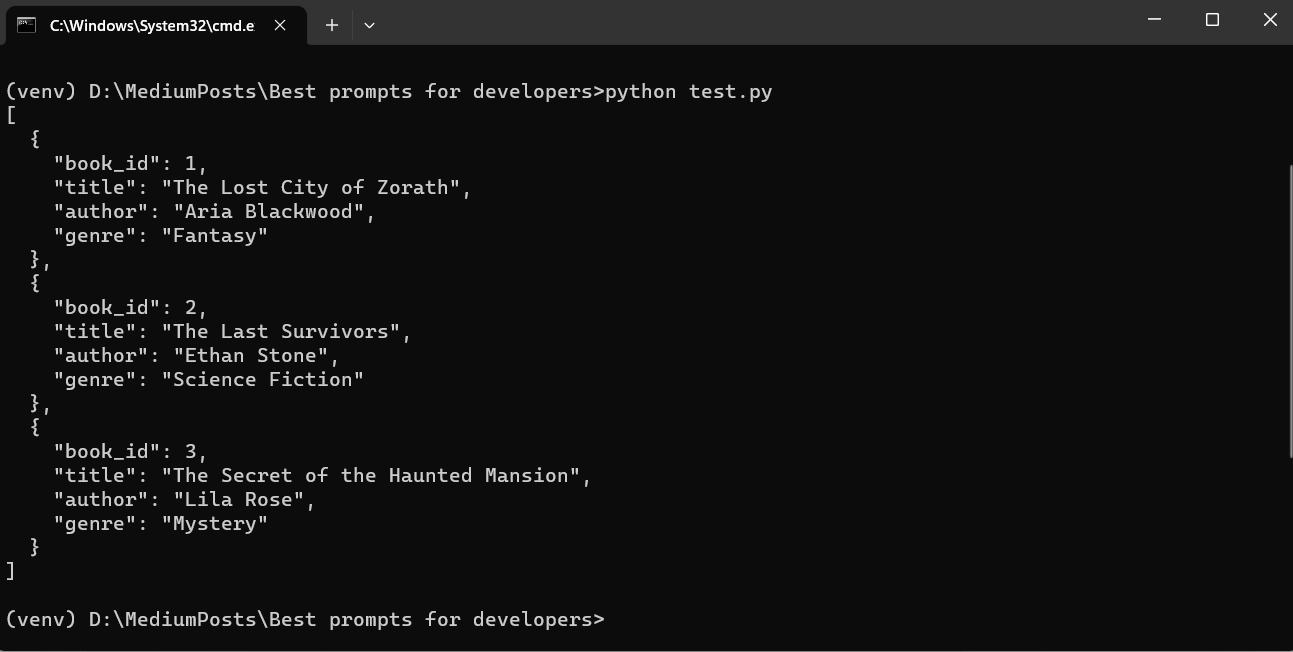 C:\Windows\System32\cmd.e
(venv) D:\MediumPosts\Best prompts for developers>python test.py
[
  {
    "book_id": 1,
    "title": "The Lost City of Zorath",
    "author": "Aria Blackwood",
    "genre": "Fantasy"
  },
  {
    "book_id": 2,
    "title": "The Last Survivors",
    "author": "Ethan Stone",
    "genre": "Science Fiction"
  },
  {
    "book_id": 3,
    "title": "The Secret of the Haunted Mansion",
    "author": "Lila Rose",
    "genre": "Mystery"
  }
]
(venv) D:\MediumPosts\Best prompts for developers>